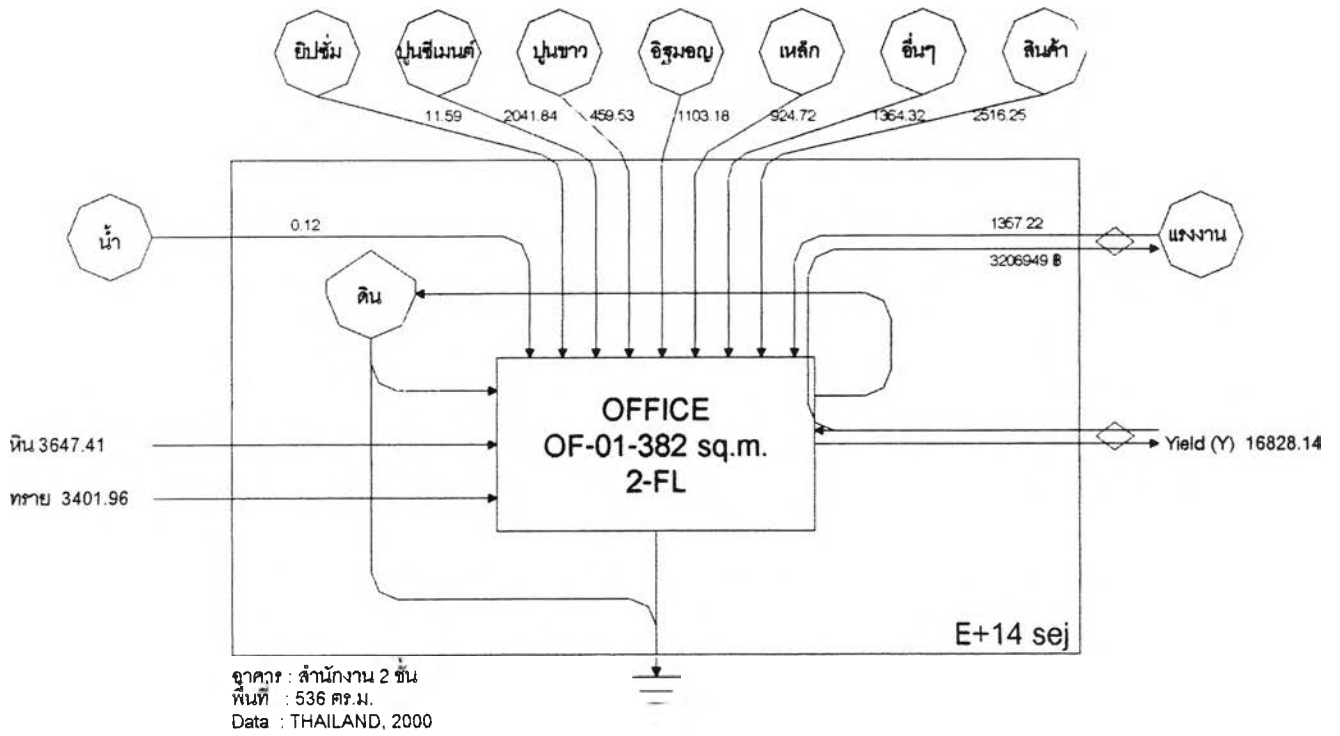 ยิปซั่ม
ปูนซีเมนต์
ปูนขาว
อิฐมอญ
เหล็ก
อื่นๆ
สินค้า
11.59
2041.84
459.53
1103.18
924.72
1364.32
2516.25
น้ำ
0.12
1357.22
แรงงาน
3206949 ฿
ดิน
OFFICE
OF-01-382 sq.m.
2-FL
หิน 3647.41
Yield (Y) 16828.14
ทราย 3401.96
E+14 sej
อาคาร : สำนักงาน 2 ชั้น
พื้นที่ : 536 ตร.ม.
Data : THAILAND, 2000